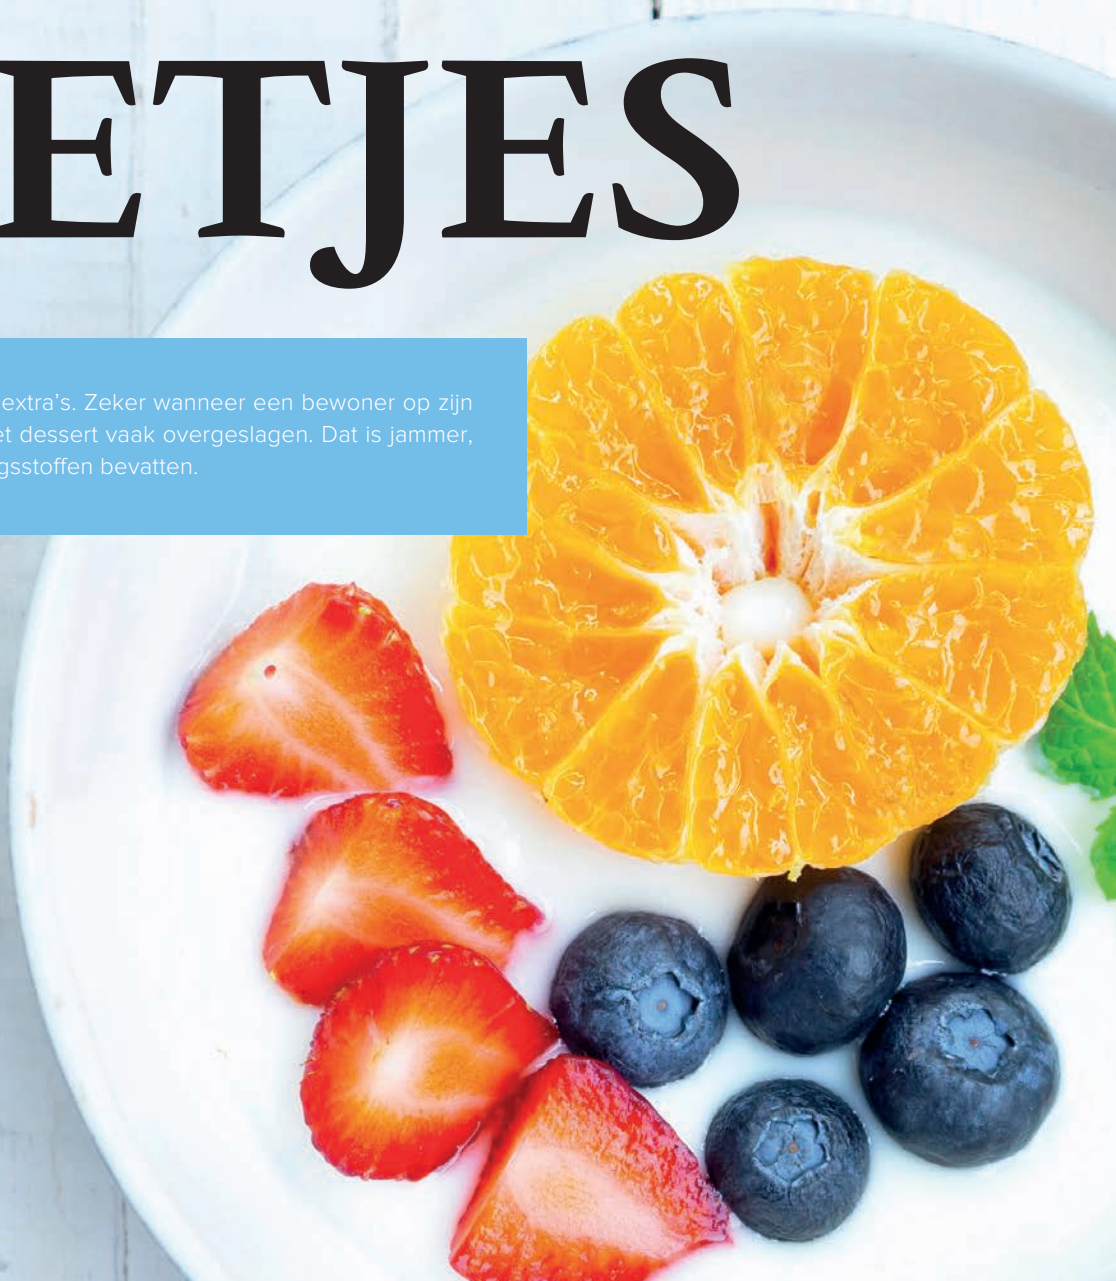 ETJES
extra's. Zeker wanneer een bewoner op zijn
et dessert vaak overgeslagen. Dat is jammer,
gsstoffen bevatten.